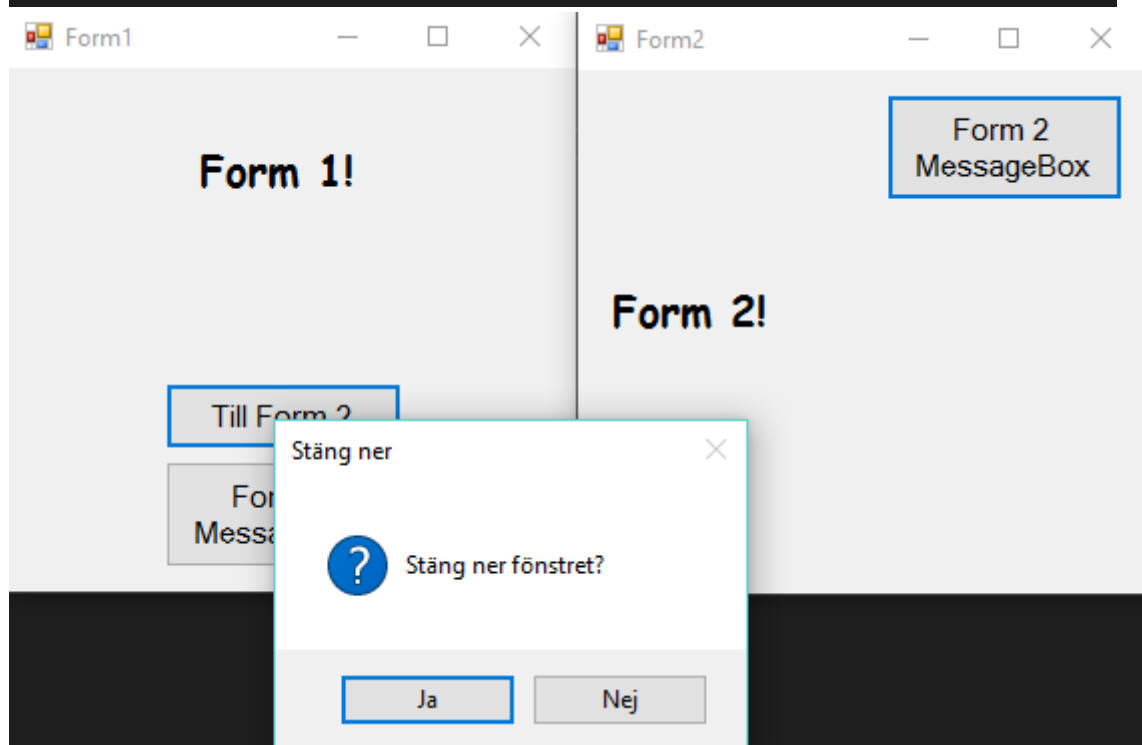 Form1
Form 1!
Till Form 2
Form2
Form 2
MessageBox
Form 2!
Stäng ner
Stäng ner fönstret?
Ja
Nej